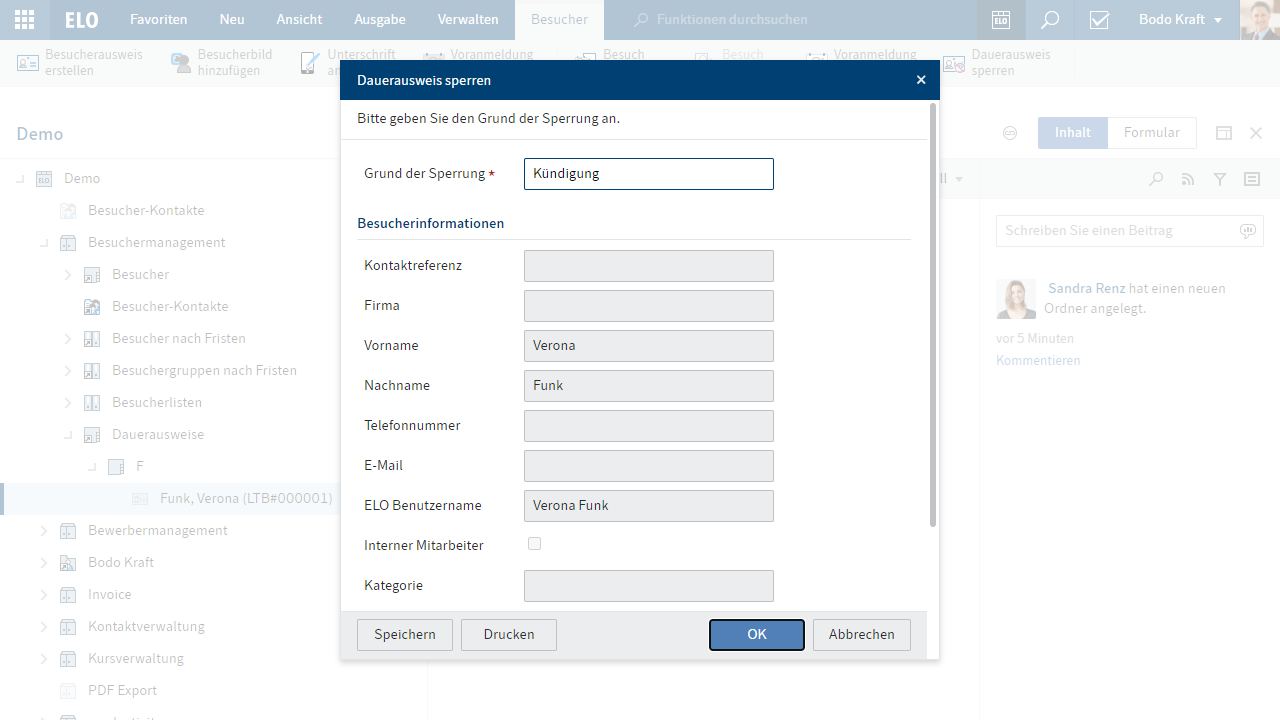 ELO Favoriten Neu Ansicht Ausgabe Verwalten Besucher Funktionen durchsuchen ELO Bodo Kraft
Besucherausweis erstellen
Besucherbild hinzufügen
Unterschrift
Voranmeldung
Besuch
Besuch
Voranmeldung
Dauerausweis sperren
Demo
Inhalt Formular
Demo
Besucher-Kontakte
Besuchermanagement
Besucher
Besucher-Kontakte
Besucher nach Fristen
Besuchergruppen nach Fristen
Besucherlisten
Dauerausweise
F
Funk, Verona (LTB#000001)
Bewerbermanagement
Bodo Kraft
Invoice
Kontaktverwaltung
Kursverwaltung
PDF Export
Dauerausweis sperren
Bitte geben Sie den Grund der Sperrung an.
Grund der Sperrung * Kündigung
Besucherinformationen
Kontaktreferenz
Firma
Vorname Verona
Nachname Funk
Telefonnummer
E-Mail
ELO Benutzername Verona Funk
Interner Mitarbeiter
Kategorie
Speichern Drucken OK Abbrechen
Schreiben Sie einen Beitrag
Sandra Renz hat einen neuen
Ordner angelegt.
vor 5 Minuten
Kommentieren